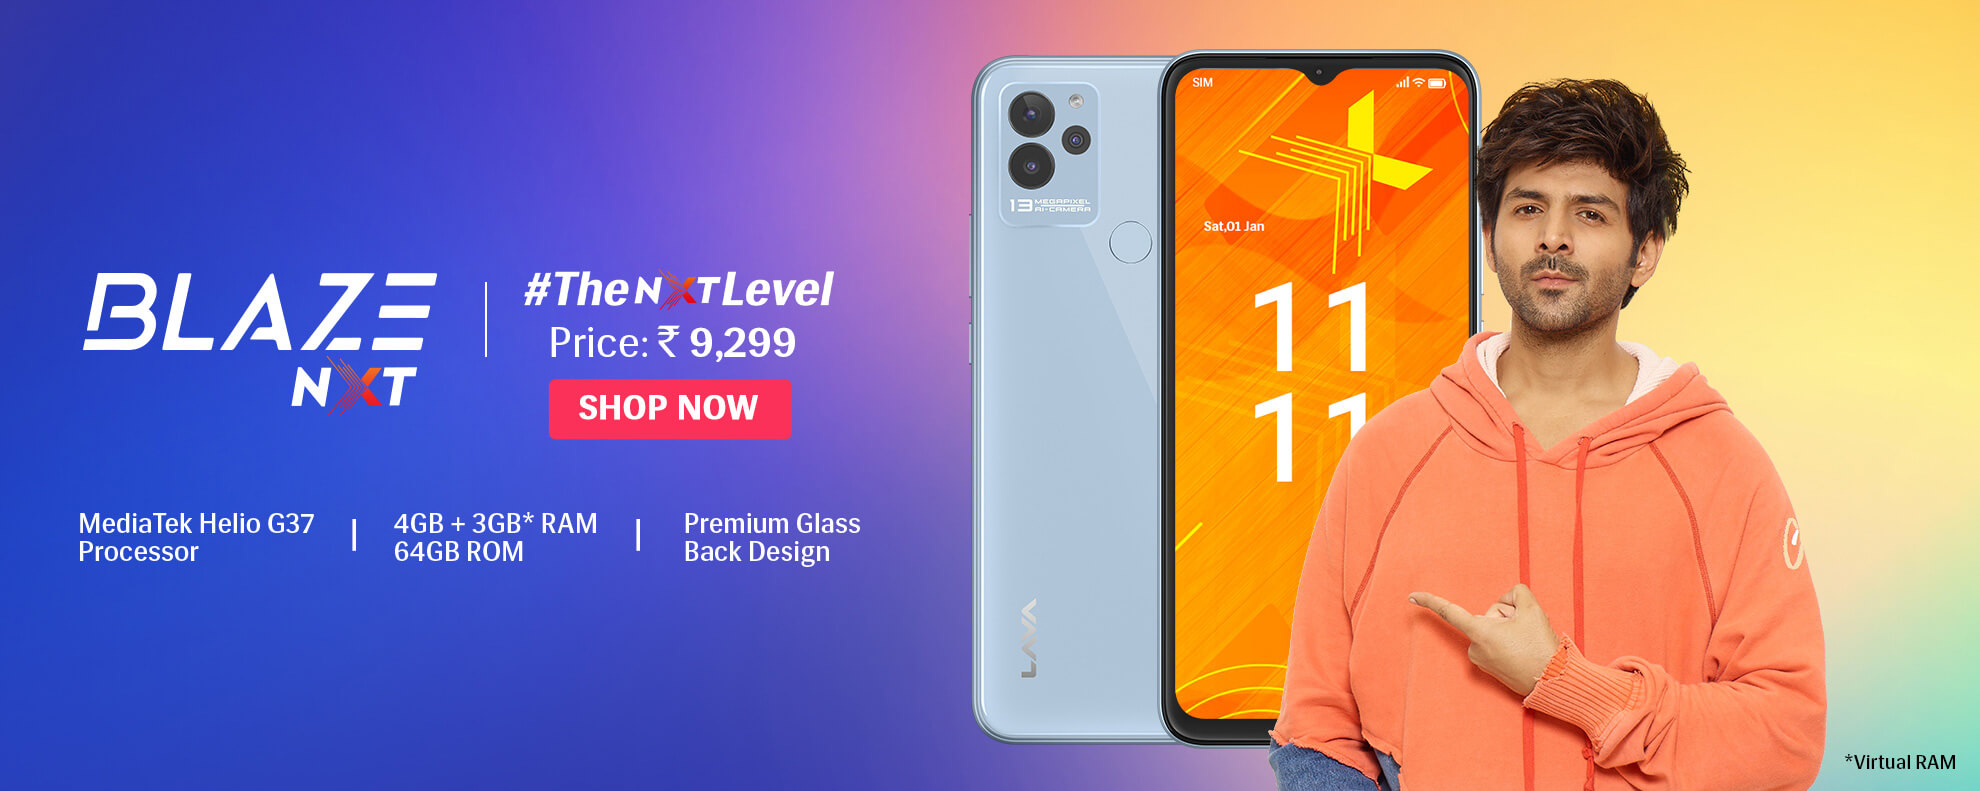 BLAZE
NXT
#TheNXTLevel
Price: ₹ 9,299
SHOP NOW
MediaTek Helio G37
Processor
4GB + 3GB* RAM
64GB ROM
Premium Glass
Back Design
13 MEGAPIXEL
AI-CAMERA
LAVA
SIM
Sat,01 Jan
11
11
*Virtual RAM